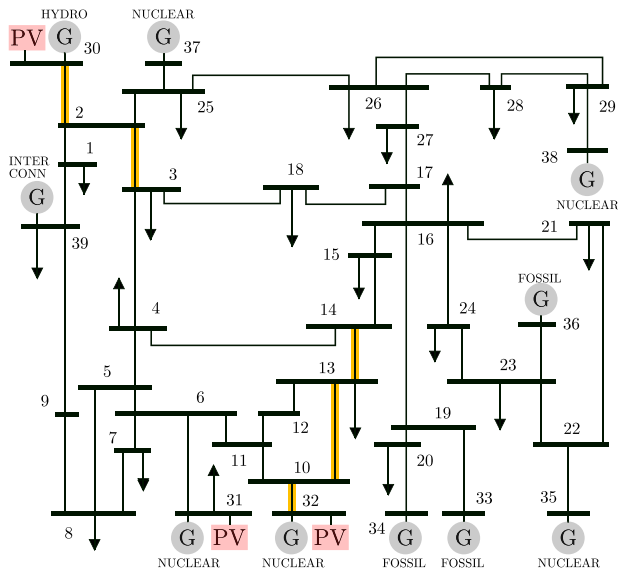 HYDRO
NUCLEAR
PV
G
30
G
37
2
25
26
28
29
1
27
38
INTER
CONN
G
3
18
17
G
NUCLEAR
39
16
21
15
FOSSIL
G
4
14
24
36
5
13
23
9
6
7
12
19
22
11
10
20
8
31
32
34
33
35
G
PV
G
PV
G
G
G
NUCLEAR
NUCLEAR
FOSSIL
FOSSIL
NUCLEAR